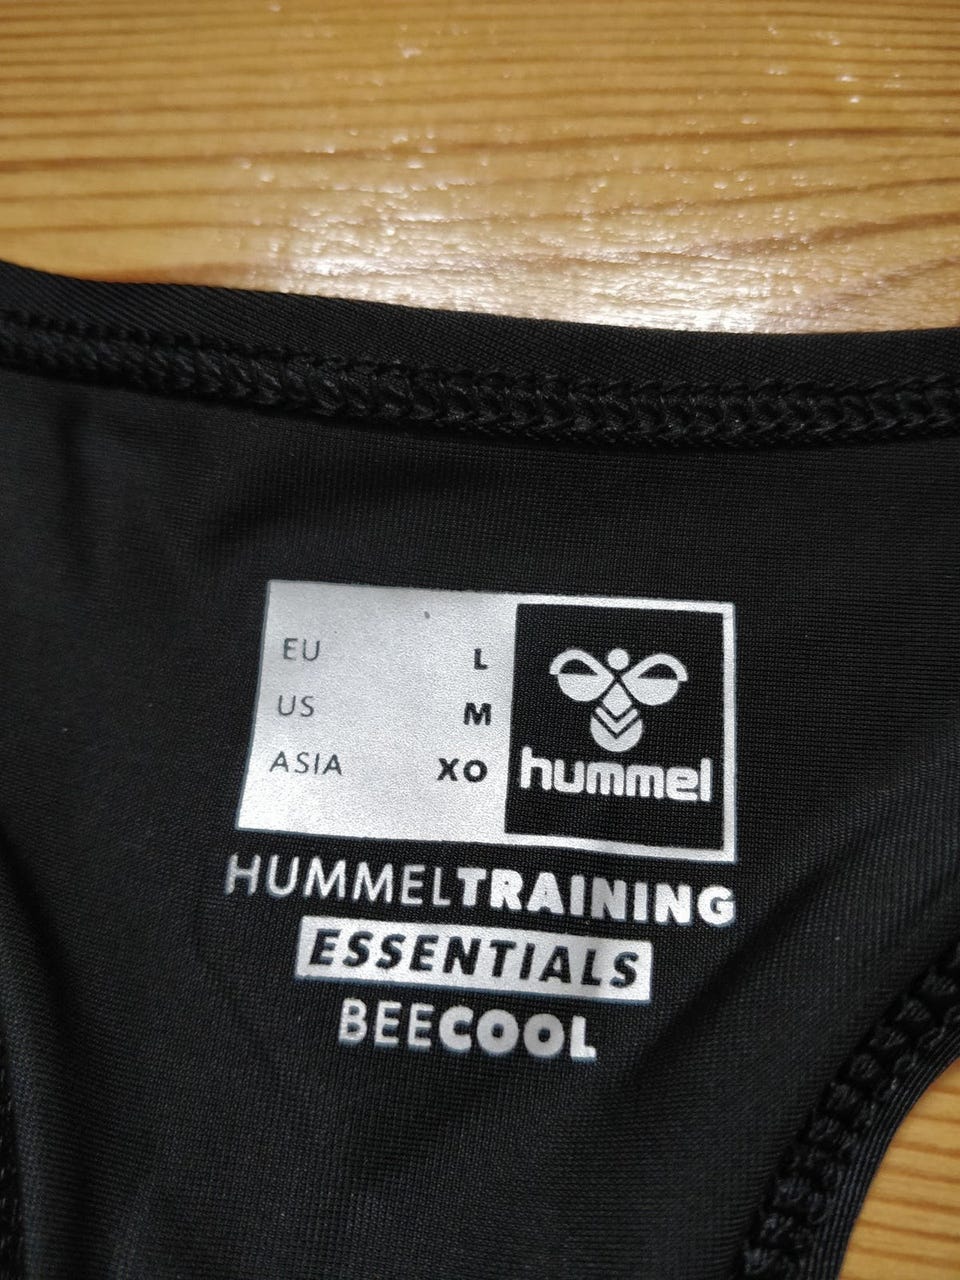 EU L
US M
ASIA XO
hummel
HUMMELTRAINING
ESSENTIALS
BEECOOL